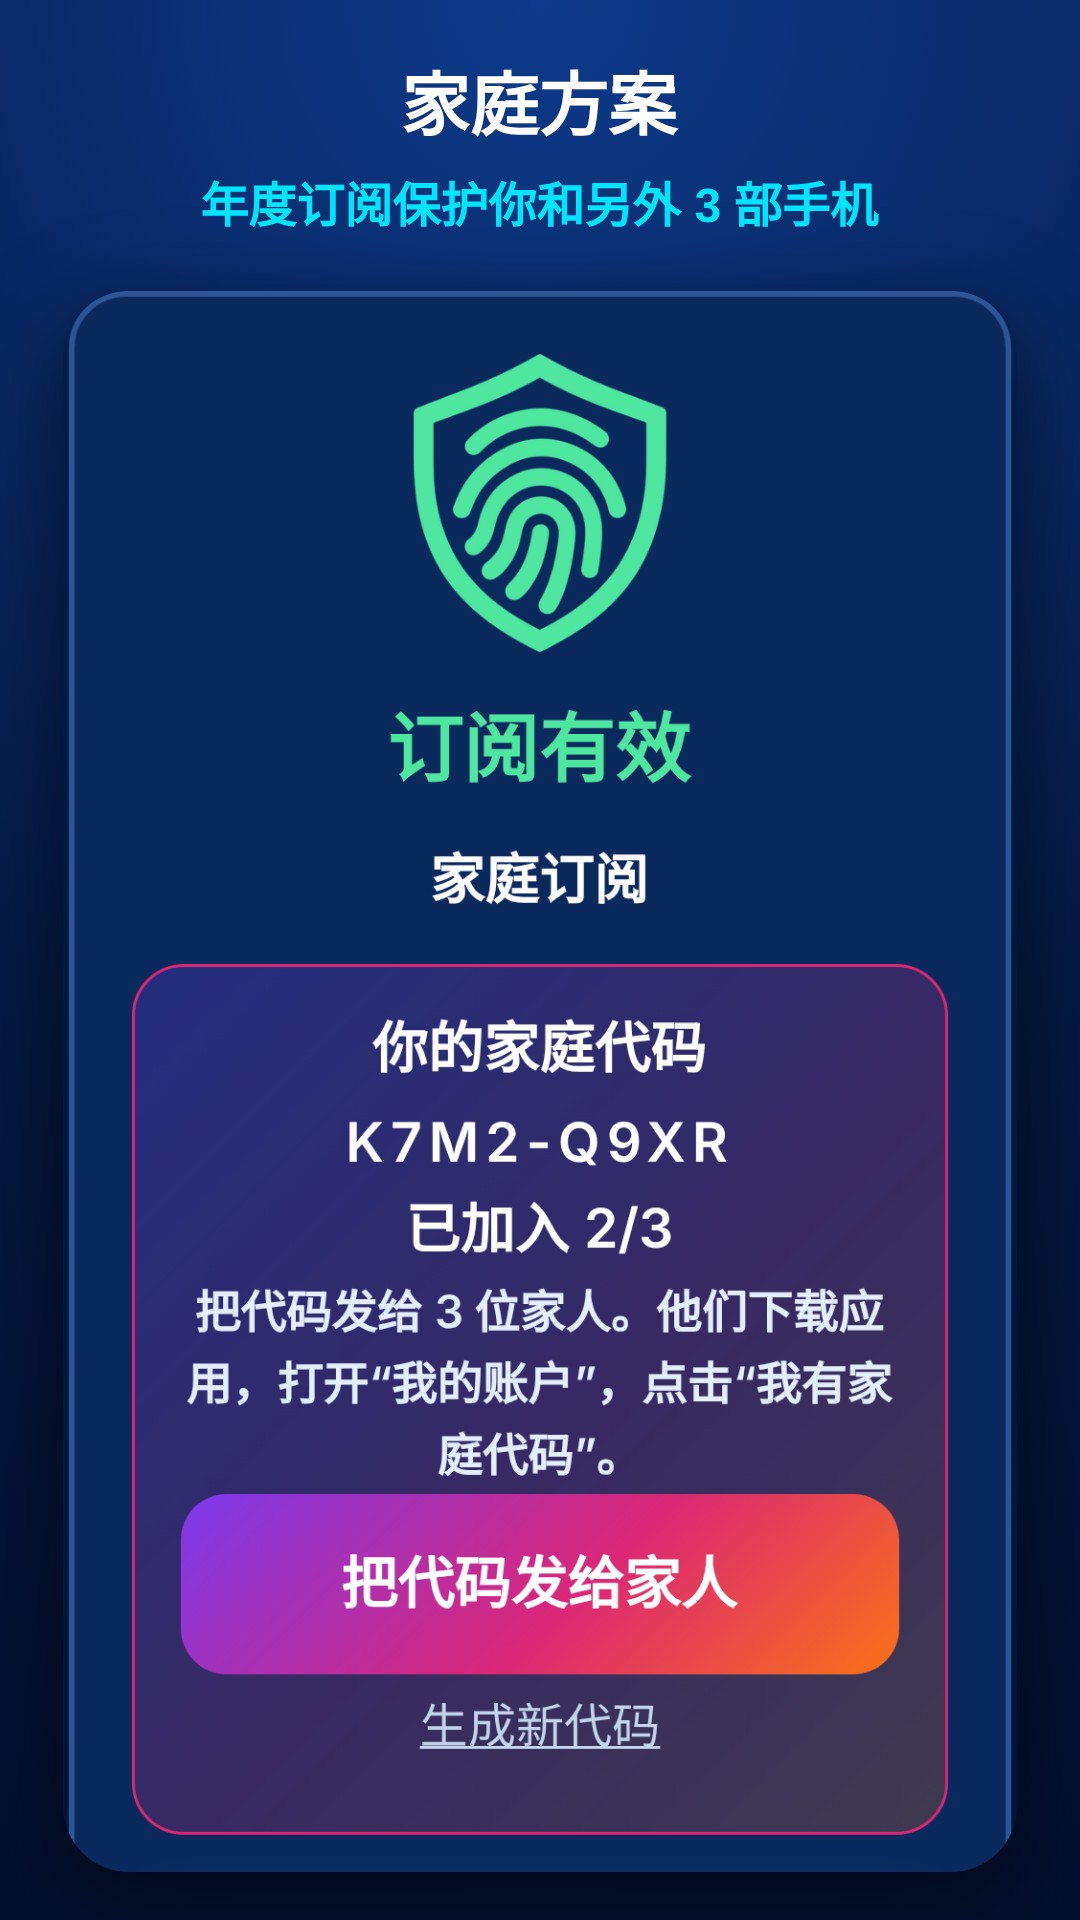 家庭方案
年度订阅保护你和另外 3 部手机
订阅有效
家庭订阅
你的家庭代码
K7M2-Q9XR
已加入 2/3
把代码发给 3 位家人。他们下载应
用，打开“我的账户”，点击“我有家
庭代码”。
把代码发给家人
生成新代码